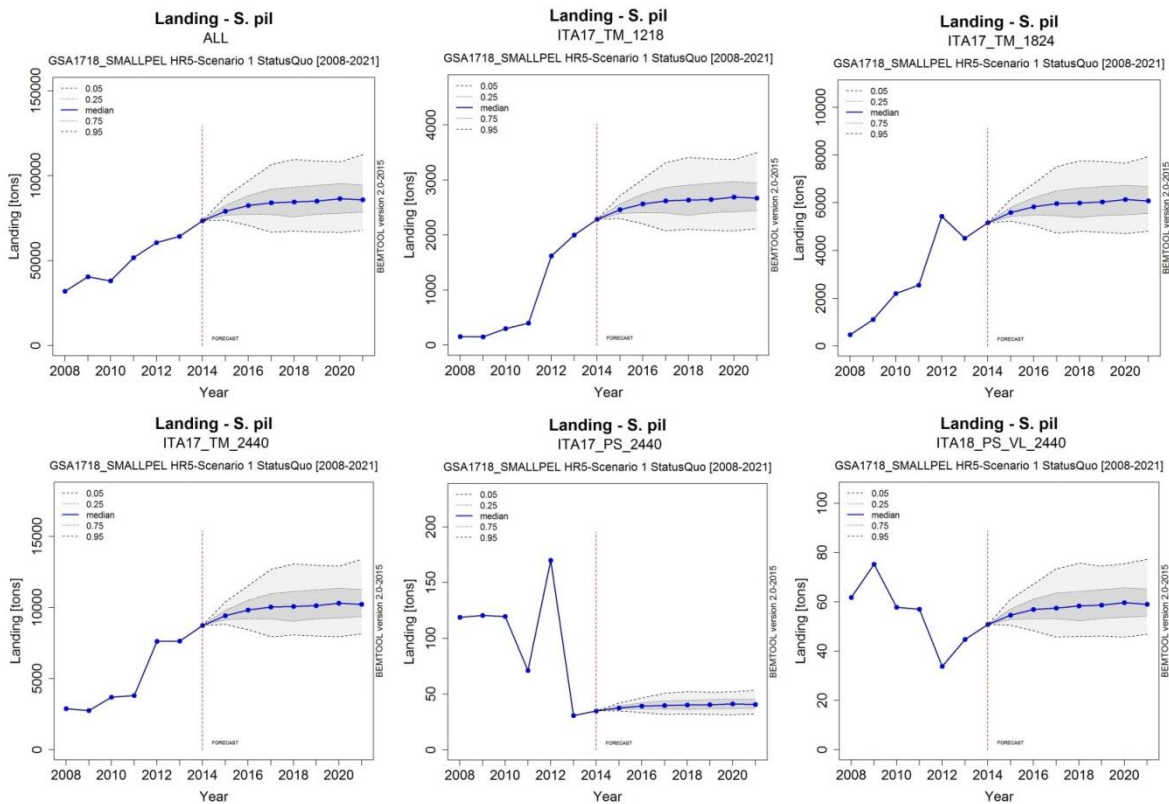 Landing - S. pil
ALL
GSA1718_SMALLPEL HR5-Scenario 1 StatusQuo [2008-2021]
0.05
0.25
median
0.75
0.95
Landing [tons]
150000
100000
50000
0
FORECAST
BEMTOOL version 2.0-2015
2008 2010 2012 2014 2016 2018 2020
Year
Landing - S. pil
ITA17_TM_1218
GSA1718_SMALLPEL HR5-Scenario 1 StatusQuo [2008-2021]
0.05
0.25
median
0.75
0.95
Landing [tons]
4000
3000
2000
1000
0
FORECAST
BEMTOOL version 2.0-2015
2008 2010 2012 2014 2016 2018 2020
Year
Landing - S. pil
ITA17_TM_1824
GSA1718_SMALLPEL HR5-Scenario 1 StatusQuo [2008-2021]
0.05
0.25
median
0.75
0.95
Landing [tons]
10000
8000
6000
4000
2000
0
FORECAST
BEMTOOL version 2.0-2015
2008 2010 2012 2014 2016 2018 2020
Year
Landing - S. pil
ITA17_TM_2440
GSA1718_SMALLPEL HR5-Scenario 1 StatusQuo [2008-2021]
0.05
0.25
median
0.75
0.95
Landing [tons]
15000
10000
5000
0
FORECAST
BEMTOOL version 2.0-2015
2008 2010 2012 2014 2016 2018 2020
Year
Landing - S. pil
ITA17_PS_2440
GSA1718_SMALLPEL HR5-Scenario 1 StatusQuo [2008-2021]
0.05
0.25
median
0.75
0.95
Landing [tons]
200
150
100
50
0
FORECAST
BEMTOOL version 2.0-2015
2008 2010 2012 2014 2016 2018 2020
Year
Landing - S. pil
ITA18_PS_VL_2440
GSA1718_SMALLPEL HR5-Scenario 1 StatusQuo [2008-2021]
0.05
0.25
median
0.75
0.95
Landing [tons]
100
80
60
40
20
0
FORECAST
BEMTOOL version 2.0-2015
2008 2010 2012 2014 2016 2018 2020
Year